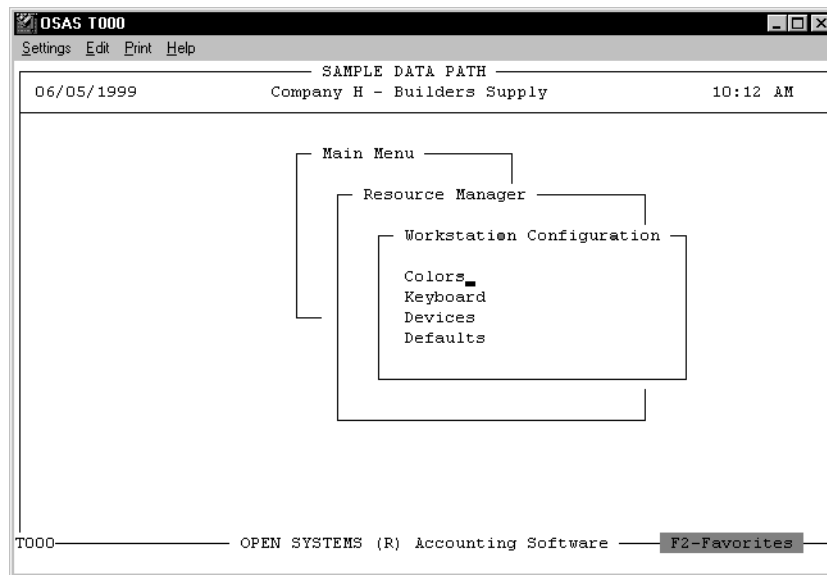 OSAS T000
Settings Edit Print Help
SAMPLE DATA PATH
06/05/1999 Company H - Builders Supply 10:12 AM
Main Menu
Resource Manager
Workstation Configuration
Colors
Keyboard
Devices
Defaults
T000 OPEN SYSTEMS (R) Accounting Software F2-Favorites